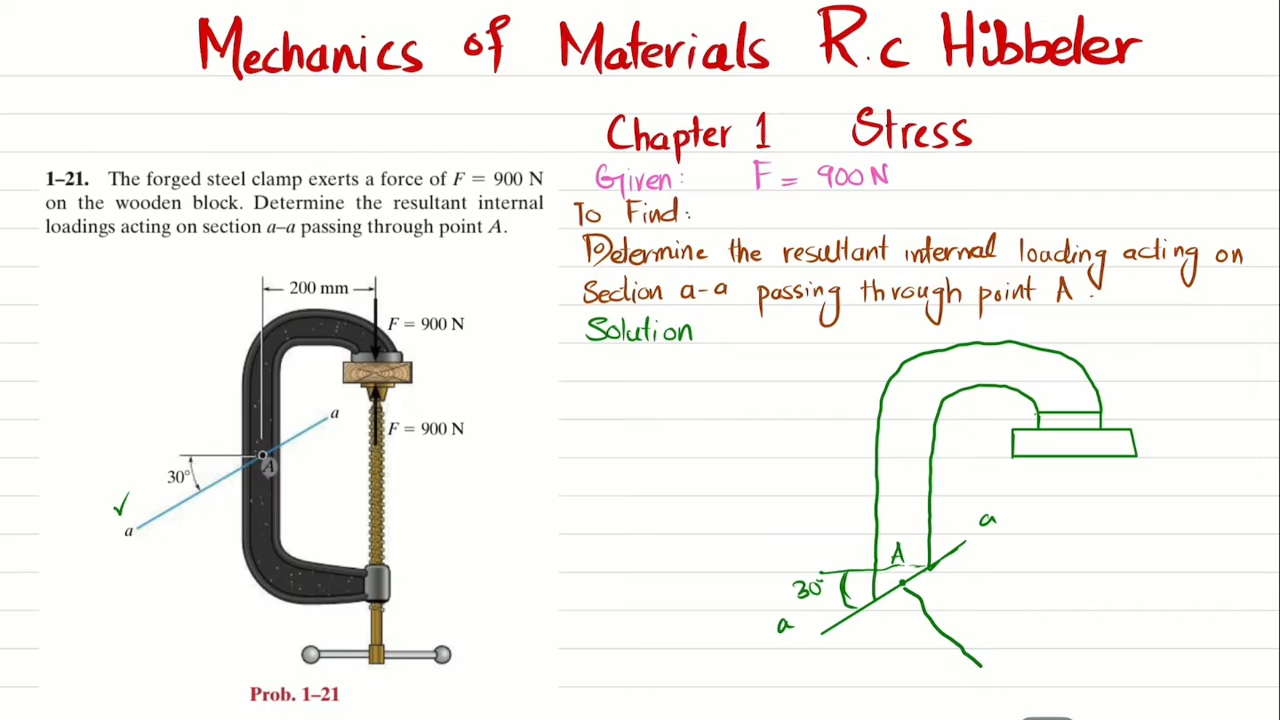 Mechanics of Materials R.c Hibbeler
Chapter 1 Stress
1–21. The forged steel clamp exerts a force of F = 900 N
on the wooden block. Determine the resultant internal
loadings acting on section a–a passing through point A.
Given: F = 900 N
To Find:
Determine the resultant internal loading acting on
Section a-a passing through point A.
Solution
200 mm
F = 900 N
a
F = 900 N
A
30°
a
Prob. 1–21
a
A
30°
a